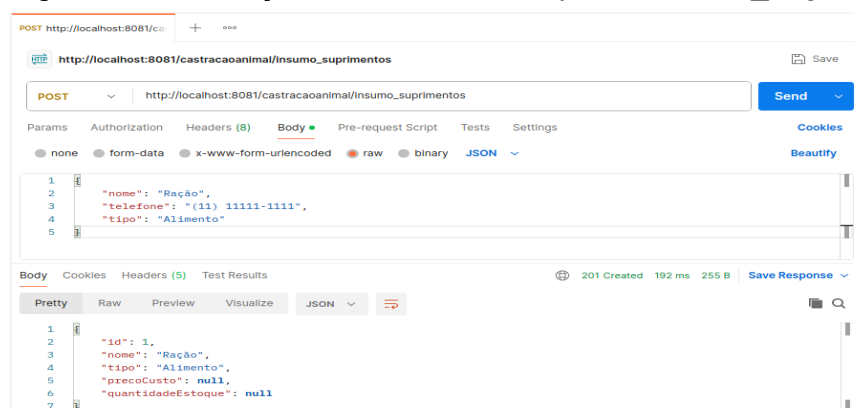 POST http://localhost:8081/ca
http://localhost:8081/castracaoanimal/insumo_suprimentos Save
POST http://localhost:8081/castracaoanimal/insumo_suprimentos Send
Params Authorization Headers (8) Body Pre-request Script Tests Settings Cookies
none form-data x-www-form-urlencoded raw binary JSON Beautify
1 {
2 "nome": "Ração",
3 "telefone": "(11) 11111-1111",
4 "tipo": "Alimento"
5 }
Body Cookies Headers (5) Test Results 201 Created 192 ms 255 B Save Response
Pretty Raw Preview Visualize JSON
1 {
2 "id": 1,
3 "nome": "Ração",
4 "tipo": "Alimento",
5 "precoCusto": null,
6 "quantidadeEstoque": null
7 }